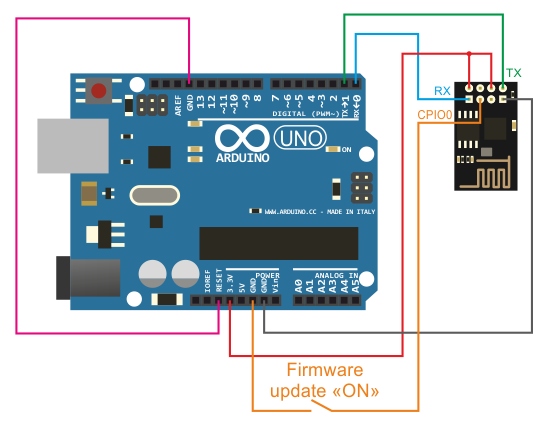 TX
RX
CPIO0
AREF
GND
13
12
~11
~10
~9
8
7
~6
~5
4
~3
2
TX→1
RX←0
DIGITAL (PWM~)
UNO
ARDUINO
ON
WWW.ARDUINO.CC - MADE IN ITALY
POWER
ANALOG IN
IOREF
RESET
3.3V
5V
GND
GND
Vin
A0
A1
A2
A3
A4
A5
Firmware
update «ON»